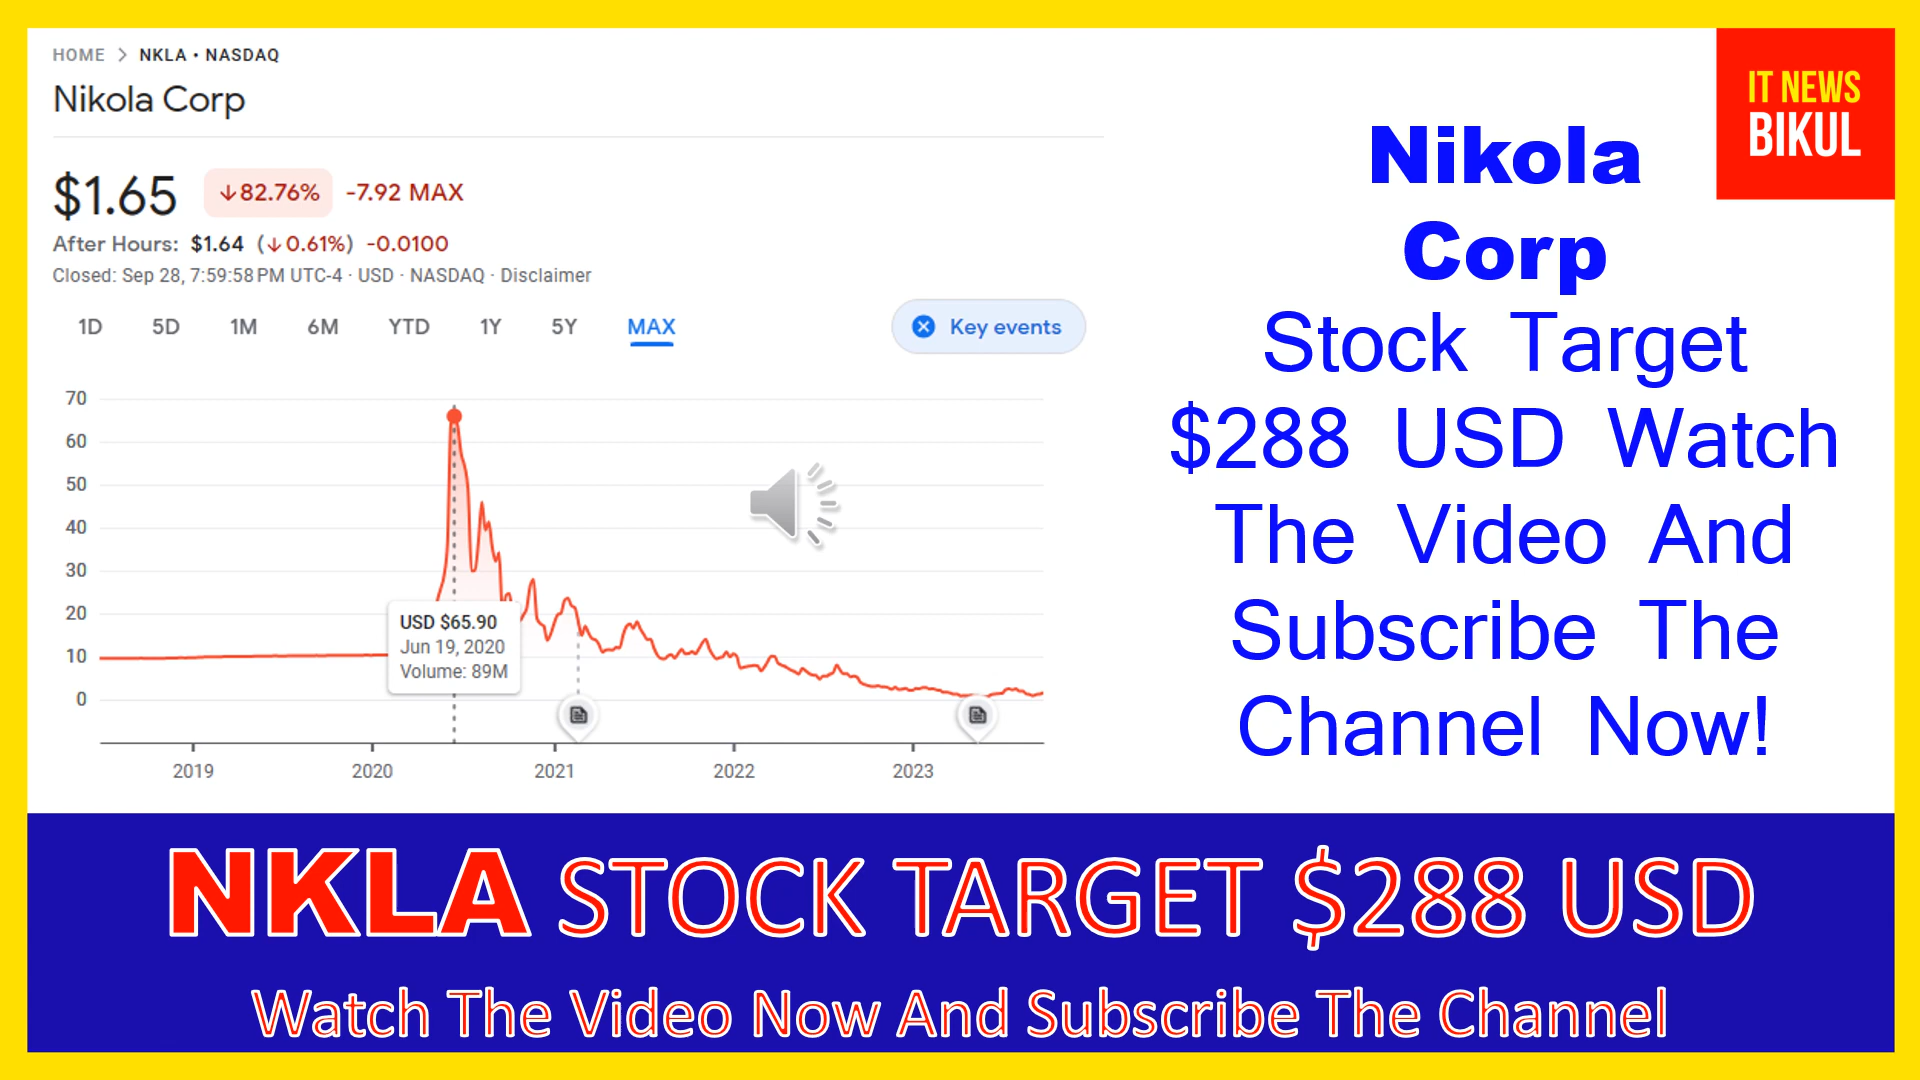 HOME > NKLA • NASDAQ
Nikola Corp
$1.65 ↓82.76% -7.92 MAX
After Hours: $1.64 (↓0.61%) -0.0100
Closed: Sep 28, 7:59:58 PM UTC-4 · USD · NASDAQ · Disclaimer
1D 5D 1M 6M YTD 1Y 5Y MAX
Key events
70
60
50
40
30
20
10
0
USD $65.90
Jun 19, 2020
Volume: 89M
2019 2020 2021 2022 2023
IT NEWS
BIKUL
Nikola
Corp
Stock Target
$288 USD Watch
The Video And
Subscribe The
Channel Now!
NKLA STOCK TARGET $288 USD
Watch The Video Now And Subscribe The Channel